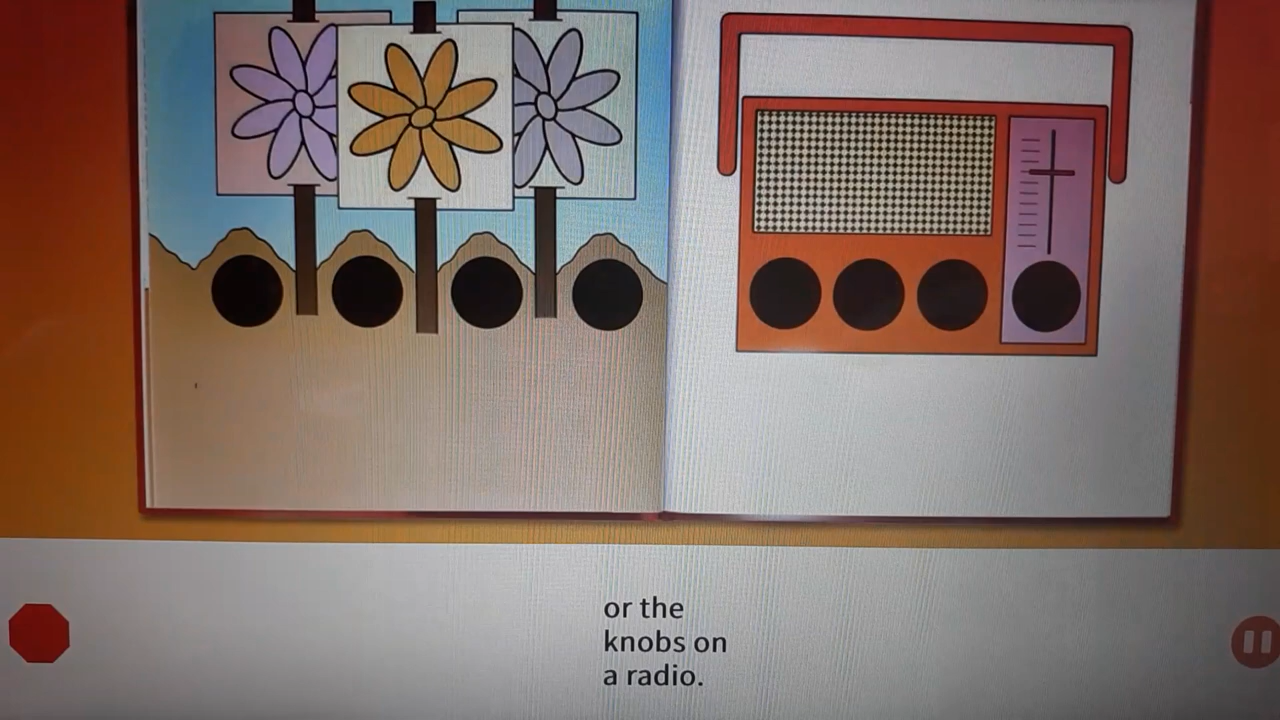 or the
knobs on
a radio.